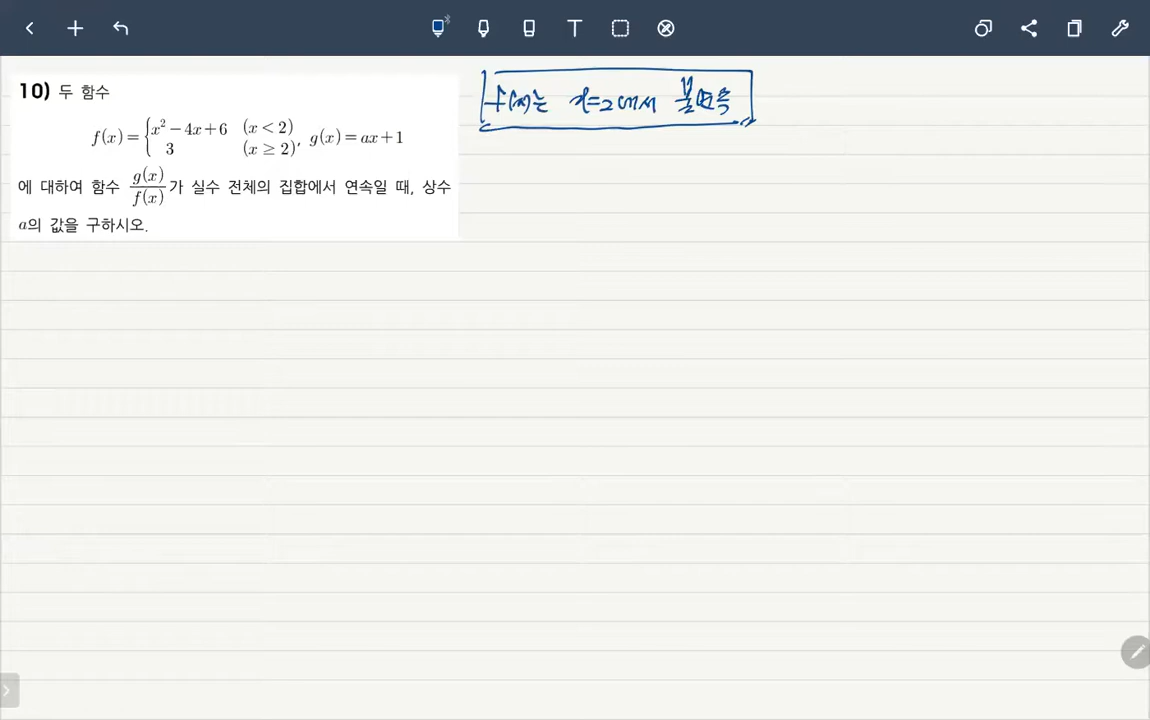 10) 두 함수
f(x) = { x² − 4x + 6 (x < 2)
3 (x ≥ 2), g(x) = ax + 1
에 대하여 함수 g(x)/f(x) 가 실수 전체의 집합에서 연속일 때, 상수
a의 값을 구하시오.
f(x)는 x=2에서 불연속